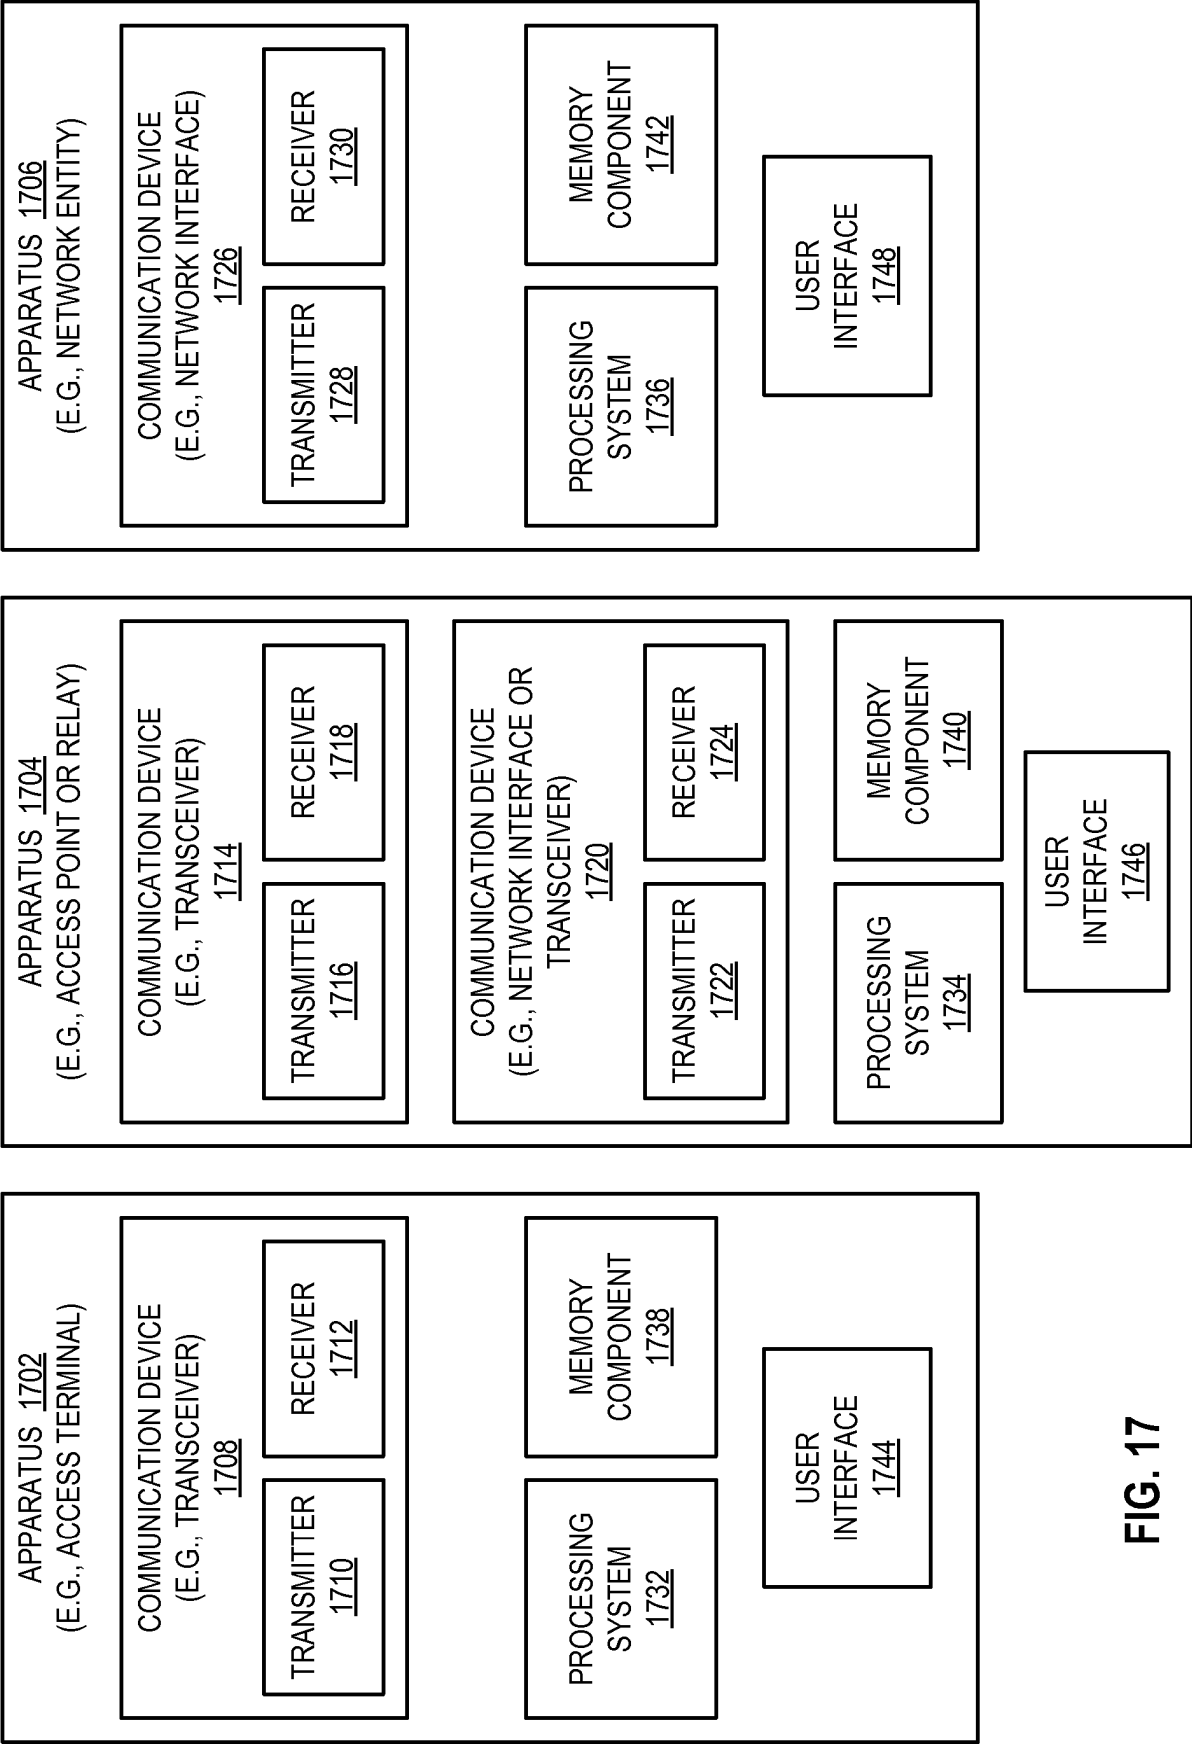 APPARATUS 1702
(E.G., ACCESS TERMINAL)
COMMUNICATION DEVICE
(E.G., TRANSCEIVER)
1708
TRANSMITTER
1710
RECEIVER
1712
PROCESSING
SYSTEM
1732
MEMORY
COMPONENT
1738
USER
INTERFACE
1744
APPARATUS 1704
(E.G., ACCESS POINT OR RELAY)
COMMUNICATION DEVICE
(E.G., TRANSCEIVER)
1714
TRANSMITTER
1716
RECEIVER
1718
COMMUNICATION DEVICE
(E.G., NETWORK INTERFACE OR
TRANSCEIVER)
1720
TRANSMITTER
1722
RECEIVER
1724
PROCESSING
SYSTEM
1734
MEMORY
COMPONENT
1740
USER
INTERFACE
1746
APPARATUS 1706
(E.G., NETWORK ENTITY)
COMMUNICATION DEVICE
(E.G., NETWORK INTERFACE)
1726
TRANSMITTER
1728
RECEIVER
1730
PROCESSING
SYSTEM
1736
MEMORY
COMPONENT
1742
USER
INTERFACE
1748
FIG. 17